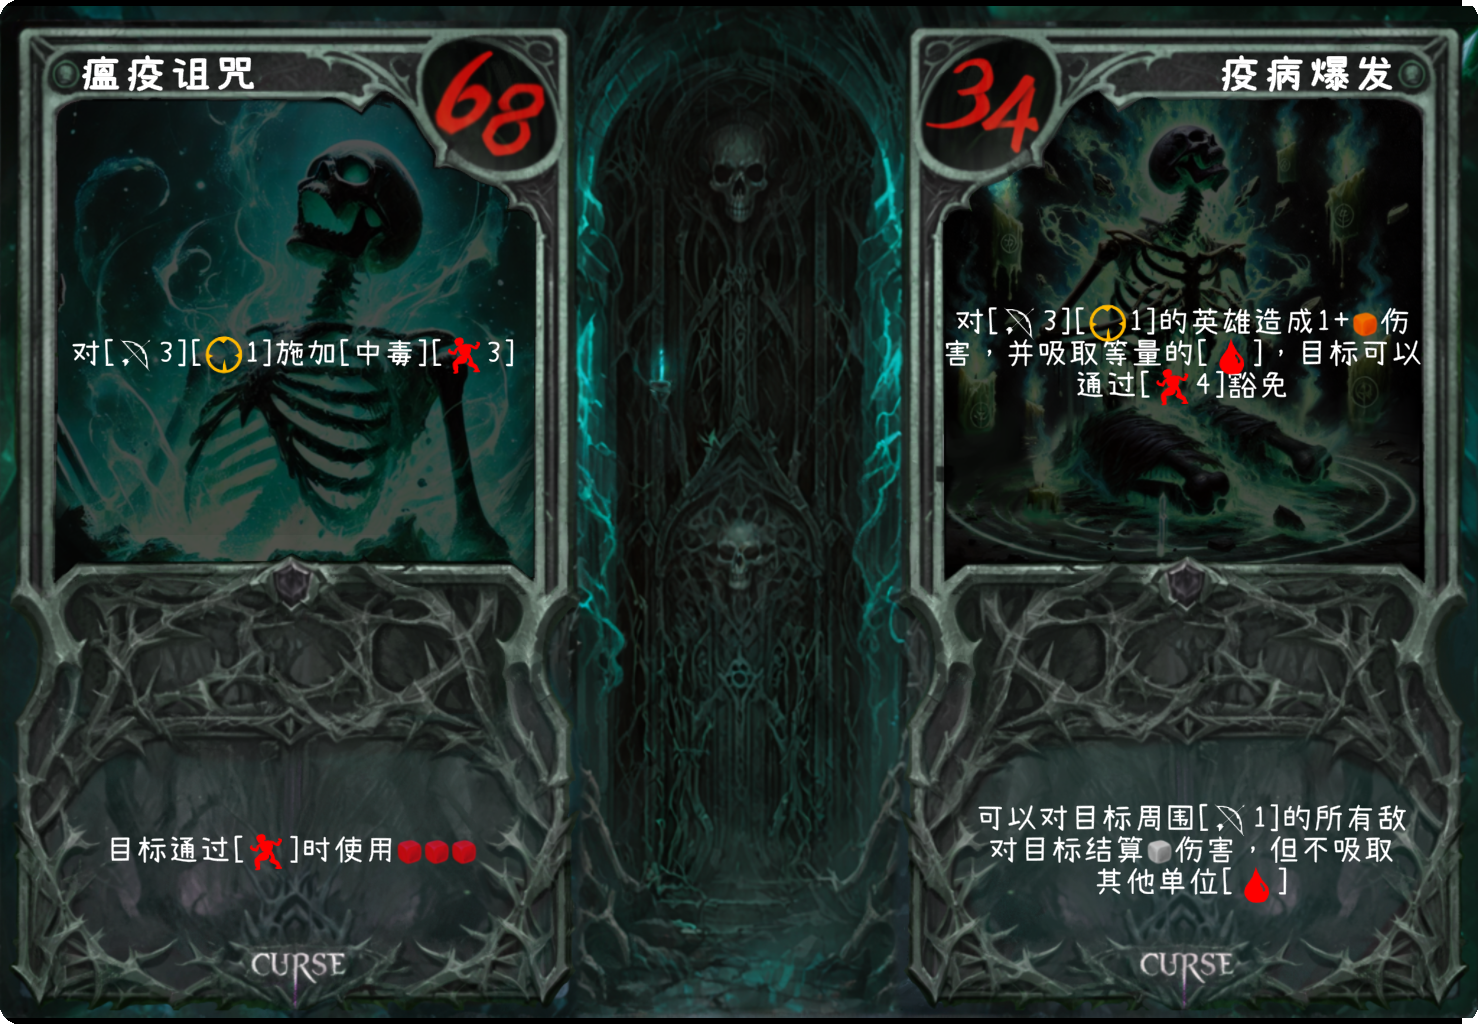 瘟疫诅咒
68
对[3][1]施加[中毒][3]
目标通过[]时使用
CURSE
34
疫病爆发
对[3][1]的英雄造成1+伤
害，并吸取等量的[]，目标可以
通过[4]豁免
可以对目标周围[1]的所有敌
对目标结算伤害，但不吸取
其他单位[]
CURSE